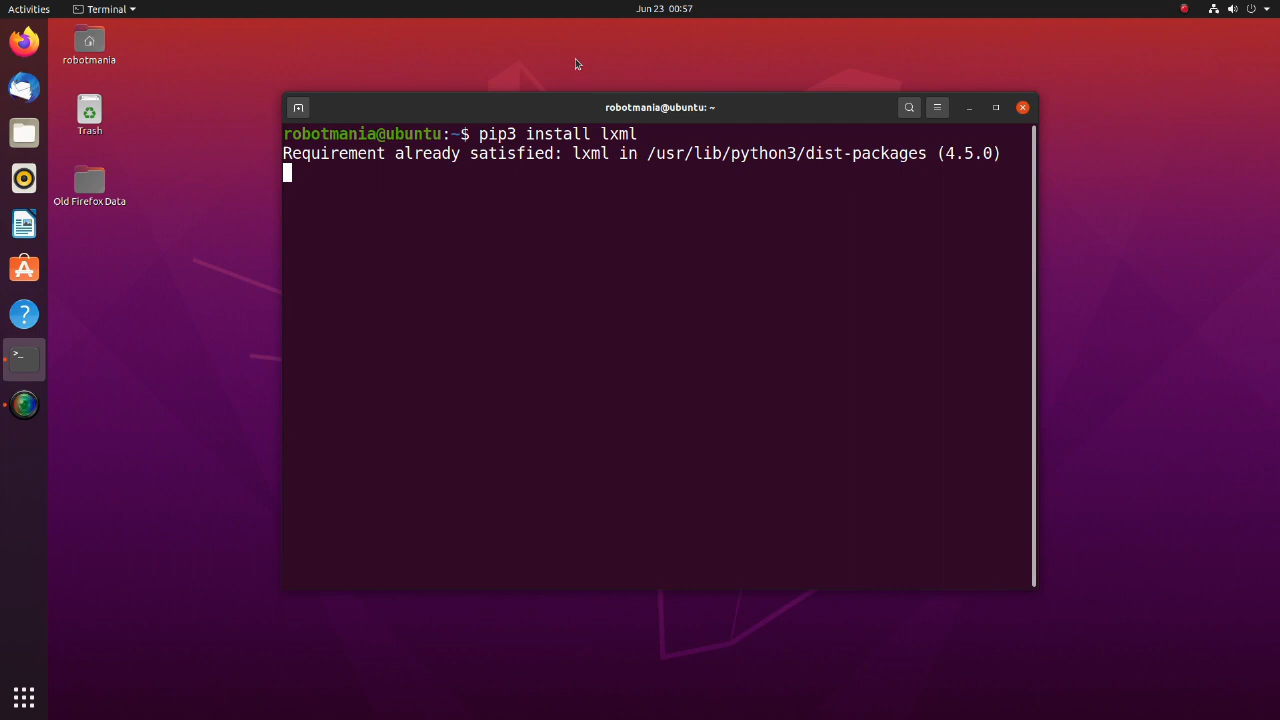 Activities
Terminal
Jun 23 00:57
robotmania
Trash
Old Firefox Data
robotmania@ubuntu: ~
robotmania@ubuntu:~$ pip3 install lxml
Requirement already satisfied: lxml in /usr/lib/python3/dist-packages (4.5.0)